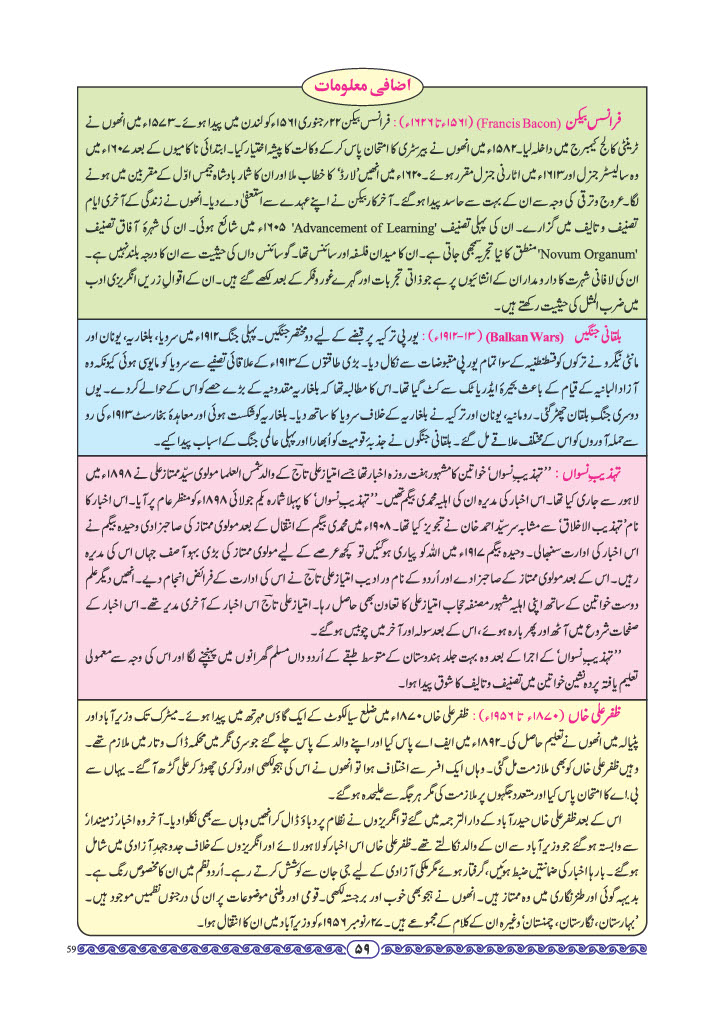 اضافی معلومات
فرانسس بیکن (Francis Bacon) (۱۵۶۱ء تا ۱۶۲۶ء) : فرانسس بیکن ۲۲؍جنوری ۱۵۶۱ء کو لندن میں پیدا ہوئے۔ ۱۵۷۳ء میں انھوں نے
ٹرینٹی کالج کیمبرج میں داخلہ لیا۔ ۱۵۸۲ء میں انھوں نے بیرسٹری کا امتحان پاس کرکے وکالت کا پیشہ اختیار کیا۔ ابتدائی ناکامیوں کے بعد ۱۶۰۷ء میں
وہ سالیسٹر جنرل اور ۱۶۱۳ء میں اٹارنی جنرل مقرر ہوئے۔ ۱۶۲۰ء میں انھیں 'لارڈ' کا خطاب ملا اور ان کا شمار بادشاہ جیمس اوّل کے مقربین میں ہونے
لگا۔ عروج و ترقی کی وجہ سے ان کے بہت سے حاسد پیدا ہوگئے۔ آخرکار بیکن نے اپنے عہدے سے استعفیٰ دے دیا۔ انھوں نے زندگی کے آخری ایام
تصنیف و تالیف میں گزارے۔ ان کی پہلی تصنیف 'Advancement of Learning' ۱۶۰۵ء میں شائع ہوئی۔ ان کی شہرۂ آفاق تصنیف
'Novum Organum' منطق کا نیا تجربہ سمجھی جاتی ہے۔ ان کا میدان فلسفہ اور سائنس تھا۔ گو سائنس داں کی حیثیت سے ان کا درجہ بلند نہیں ہے۔
ان کی لافانی شہرت کا دارومدار ان کے انشائیوں پر ہے جو ذاتی تجربات اور گہرے غور و فکر کے بعد لکھے گئے ہیں۔ ان کے اقوالِ زریں انگریزی ادب
میں ضرب المثل کی حیثیت رکھتے ہیں۔
بلقانی جنگیں (Balkan Wars) (۱۳-۱۹۱۲ء) : یورپی ترکیہ پر قبضے کے لیے دو مختصر جنگیں۔ پہلی جنگ ۱۹۱۲ء میں سرویا، بلغاریہ، یونان اور
مانٹی نیگرو نے ترکوں کو قسطنطنیہ کے سوا تمام یورپی مقبوضات سے نکال دیا۔ بڑی طاقتوں کے ۱۹۱۳ء کے علاقائی تصفیے سے سرویا کو مایوسی ہوئی کیونکہ وہ
آزاد البانیہ کے قیام کے باعث بحیرۂ ایڈریاٹک سے کٹ گیا تھا۔ اس کا مطالبہ تھا کہ بلغاریہ مقدونیہ کے بڑے حصے کو اس کے حوالے کردے۔ یوں
دوسری جنگِ بلقان چھڑ گئی۔ رومانیہ، یونان اور ترکیہ نے بلغاریہ کے خلاف سرویا کا ساتھ دیا۔ بلغاریہ کو شکست ہوئی اور معاہدۂ بخارسٹ ۱۹۱۳ء کی رو
سے حملہ آوروں کو اس کے مختلف علاقے مل گئے۔ بلقانی جنگوں نے جذبۂ قومیت کو اُبھارا اور پہلی عالمی جنگ کے اسباب پیدا کیے۔
تہذیبِ نسواں : ''تہذیبِ نسواں' خواتین کا مشہور ہفت روزہ اخبار تھا جسے امتیاز علی تاج کے والد شمس العلما مولوی سیّد ممتاز علی نے ۱۸۹۸ء میں
لاہور سے جاری کیا تھا۔ اس اخبار کی مدیرہ ان کی اہلیہ محمدی بیگم تھیں۔ ''تہذیبِ نسواں' کا پہلا شمارہ یکم جولائی ۱۸۹۸ء کو منظرِ عام پر آیا۔ اس اخبار کا
نام 'تہذیب الاخلاق' سے مشابہ سرسیّد احمد خان نے تجویز کیا تھا۔ ۱۹۰۸ء میں محمدی بیگم کے انتقال کے بعد مولوی ممتاز کی صاحبزادی وحیدہ بیگم نے
اس اخبار کی ادارت سنبھالی۔ وحیدہ بیگم ۱۹۱۷ء میں اللہ کو پیاری ہوگئیں تو کچھ عرصے کے لیے مولوی ممتاز کی بڑی بہو آصف جہاں اس کی مدیرہ
رہیں۔ اس کے بعد مولوی ممتاز کے صاحبزادے اور اُردو کے نام ور ادیب امتیاز علی تاج نے اس کی ادارت کے فرائض انجام دیے۔ انھیں دیگر علم
دوست خواتین کے ساتھ اپنی اہلیہ مشہور مصنفہ حجاب امتیاز علی کا تعاون بھی حاصل رہا۔ امتیاز علی تاج اس اخبار کے آخری مدیر تھے۔ اس اخبار کے
صفحات شروع میں آٹھ اور پھر بارہ ہوئے، اس کے بعد سولہ اور آخر میں چوبیس ہوگئے۔
''تہذیبِ نسواں' کے اجرا کے بعد وہ بہت جلد ہندوستان کے متوسط طبقے کے اُردو داں مسلم گھرانوں میں پہنچنے لگا اور اس کی وجہ سے معمولی
تعلیم یافتہ پردہ نشین خواتین میں تصنیف و تالیف کا شوق پیدا ہوا۔
ظفر علی خاں (۱۸۷۰ء تا ۱۹۵۶ء) : ظفر علی خاں ۱۸۷۰ء میں ضلع سیالکوٹ کے ایک گاؤں مہرتھ میں پیدا ہوئے۔ میٹرک تک وزیرآباد اور
پٹیالہ میں انھوں نے تعلیم حاصل کی۔ ۱۸۹۲ء میں ایف اے پاس کیا اور اپنے والد کے پاس چلے گئے جو سری نگر میں محکمۂ ڈاک و تار میں ملازم تھے۔
وہیں ظفر علی خاں کو بھی ملازمت مل گئی۔ وہاں ایک افسر سے اختلاف ہوا تو انھوں نے اس کی ہجو لکھی اور نوکری چھوڑ کر علی گڑھ آگئے۔ یہاں سے
بی.اے کا امتحان پاس کیا اور متعدد جگہوں پر ملازمت کی مگر ہر جگہ سے علیحدہ ہوگئے۔
اس کے بعد ظفر علی خاں حیدرآباد کے دارالترجمہ میں گئے تو انگریزوں نے نظام پر دباؤ ڈال کر انھیں وہاں سے بھی نکلوا دیا۔ آخر وہ اخبار 'زمیندار'
سے وابستہ ہوگئے جو وزیرآباد سے ان کے والد نکالتے تھے۔ ظفر علی خاں اس اخبار کو لاہور لائے اور انگریزوں کے خلاف جدوجہدِ آزادی میں شامل
ہوگئے۔ بارہا اخبار کی ضمانتیں ضبط ہوئیں، گرفتار ہوئے مگر ملکی آزادی کے لیے جی جان سے کوشش کرتے رہے۔ اُردو نظم میں ان کا مخصوص رنگ ہے۔
بدیہہ گوئی اور طنز نگاری میں وہ ممتاز ہیں۔ انھوں نے ہجو بھی خوب اور برجستہ لکھی۔ قومی اور وطنی موضوعات پر ان کی درجنوں نظمیں موجود ہیں۔
'بہارستان، نگارستان، چمنستان' وغیرہ ان کے کلام کے مجموعے ہیں۔ ۲۷؍نومبر ۱۹۵۶ء کو وزیرآباد میں ان کا انتقال ہوا۔
59
۵۹